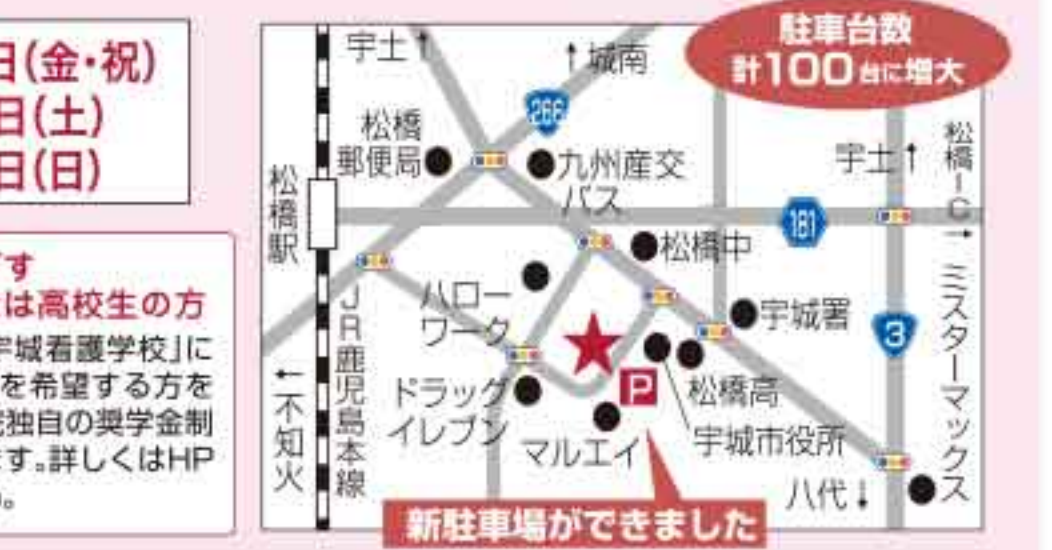 日(金・祝)
日(土)
日(日)
す
は高校生の方
宇城看護学校」に
を希望する方を
独自の奨学金制
す。詳しくはHP
駐車台数
計100台に増大
宇土↑
↑城南
266
松橋
郵便局
九州産交
バス
宇土↑
松橋IC→
松橋駅
181
松橋中
ハロー
ワーク
宇城署
3
ミスターマックス
JR鹿児島本線
←不知火
ドラッグ
イレブン
P
松橋高
マルエイ
宇城市役所
八代↓
新駐車場ができました